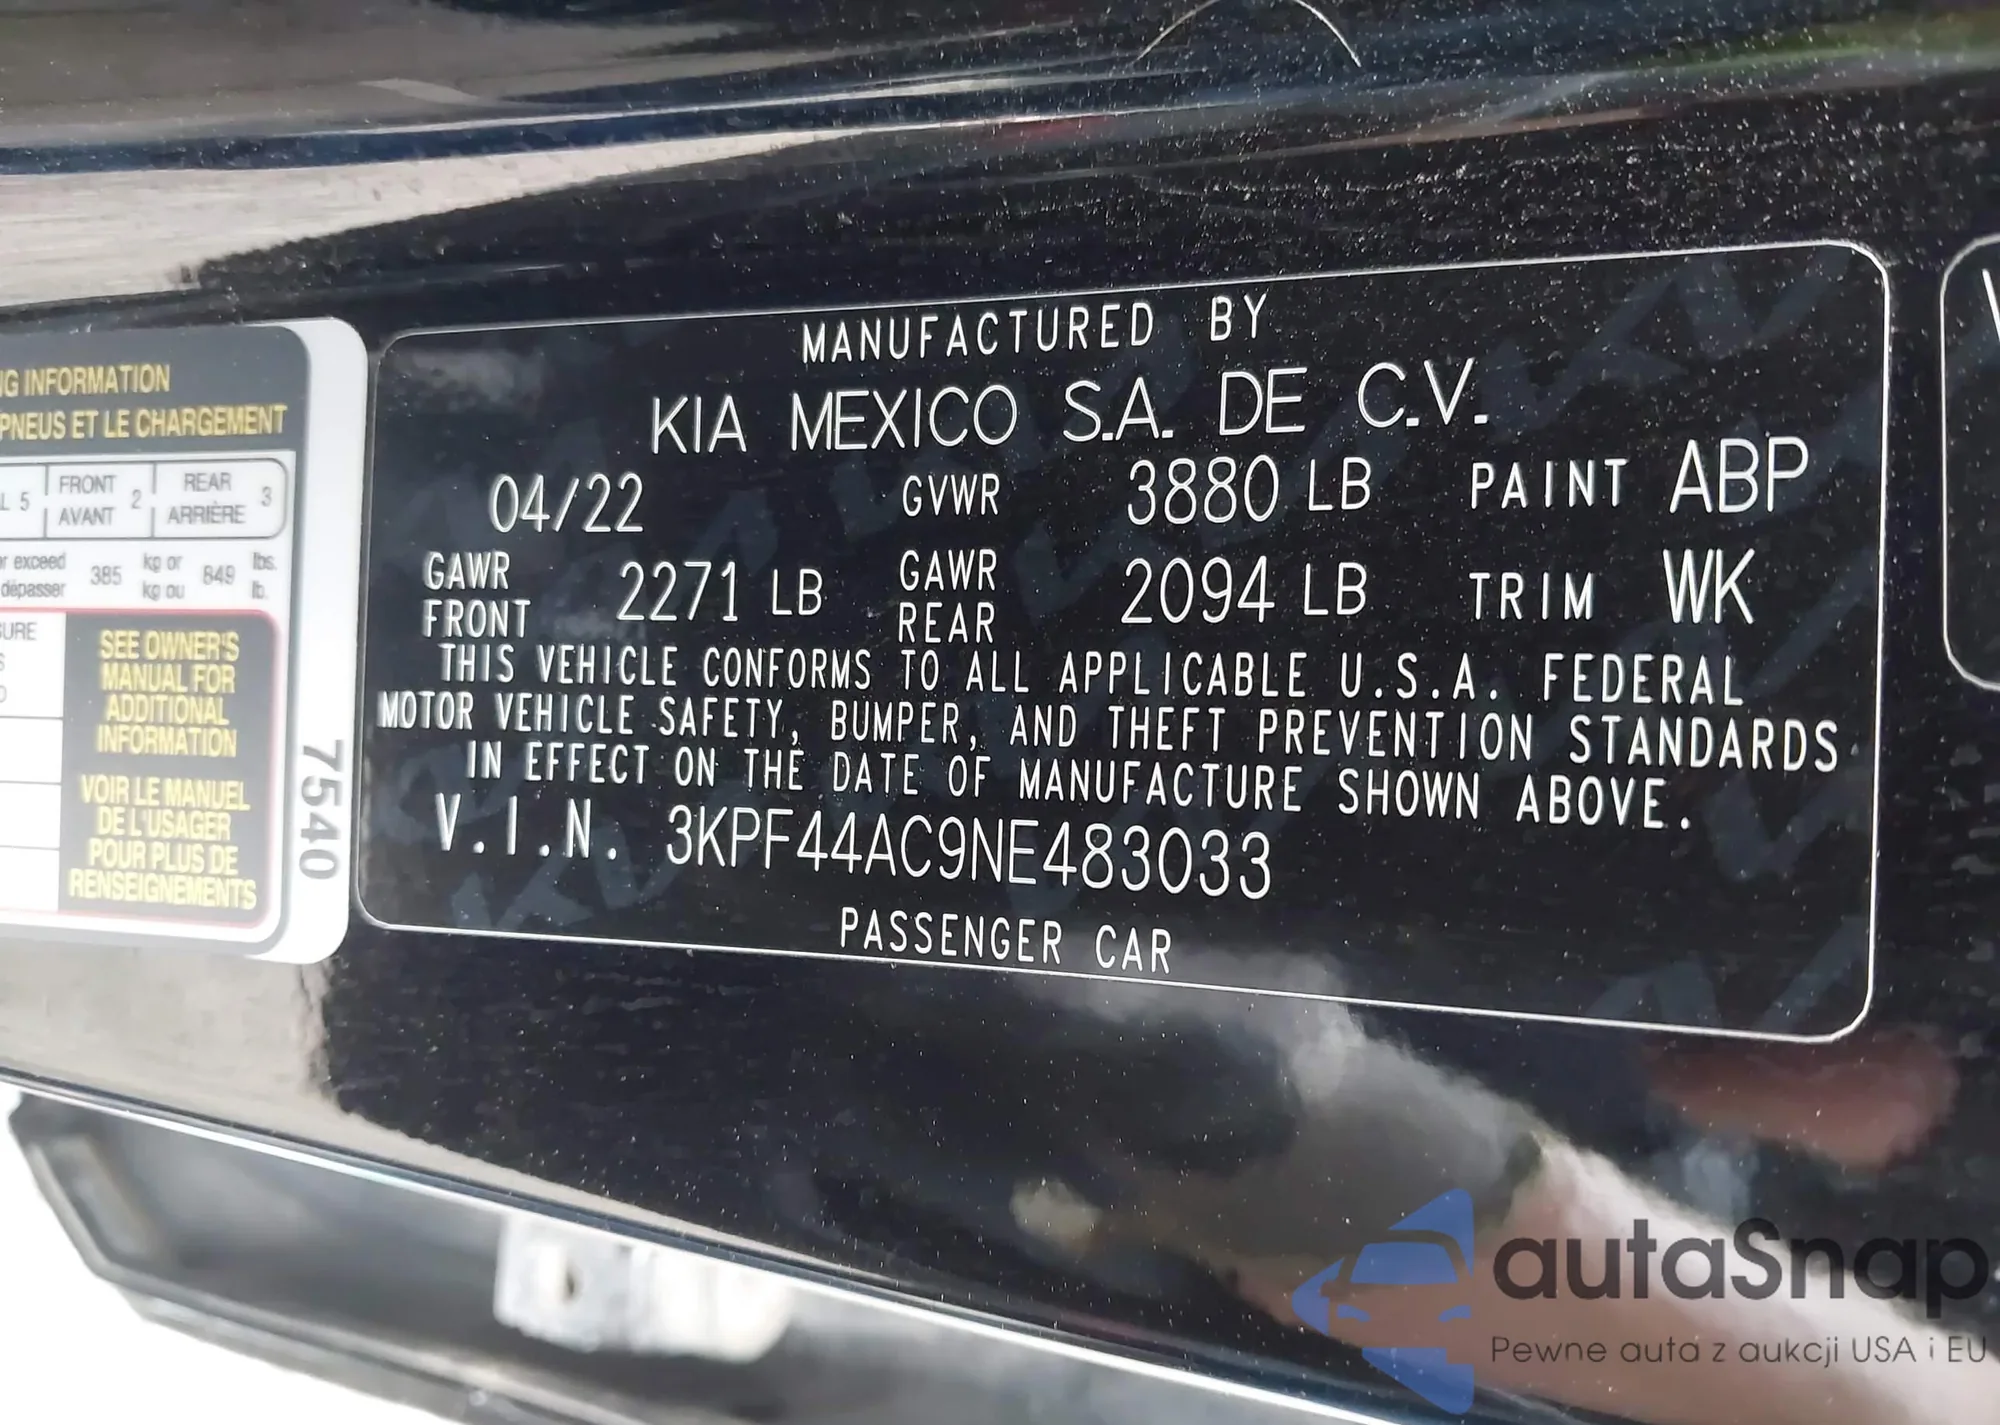 MANUFACTURED BY
KIA MEXICO S.A. DE C.V.
04/22 GVWR 3880 LB PAINT ABP
GAWR FRONT 2271 LB GAWR REAR 2094 LB TRIM WK
THIS VEHICLE CONFORMS TO ALL APPLICABLE U.S.A. FEDERAL
MOTOR VEHICLE SAFETY, BUMPER, AND THEFT PREVENTION STANDARDS
IN EFFECT ON THE DATE OF MANUFACTURE SHOWN ABOVE.
V.I.N. 3KPF44AC9NE483033
PASSENGER CAR
INFORMATION
PNEUS ET LE CHARGEMENT
5 FRONT AVANT 2 REAR ARRIÈRE 3
exceed 385 kg or 849 lbs.
dépasser kg ou lb.
SEE OWNER'S
MANUAL FOR
ADDITIONAL
INFORMATION
VOIR LE MANUEL
DE L'USAGER
POUR PLUS DE
RENSEIGNEMENTS
7540
autaSnap
Pewne auta z aukcji USA i EU